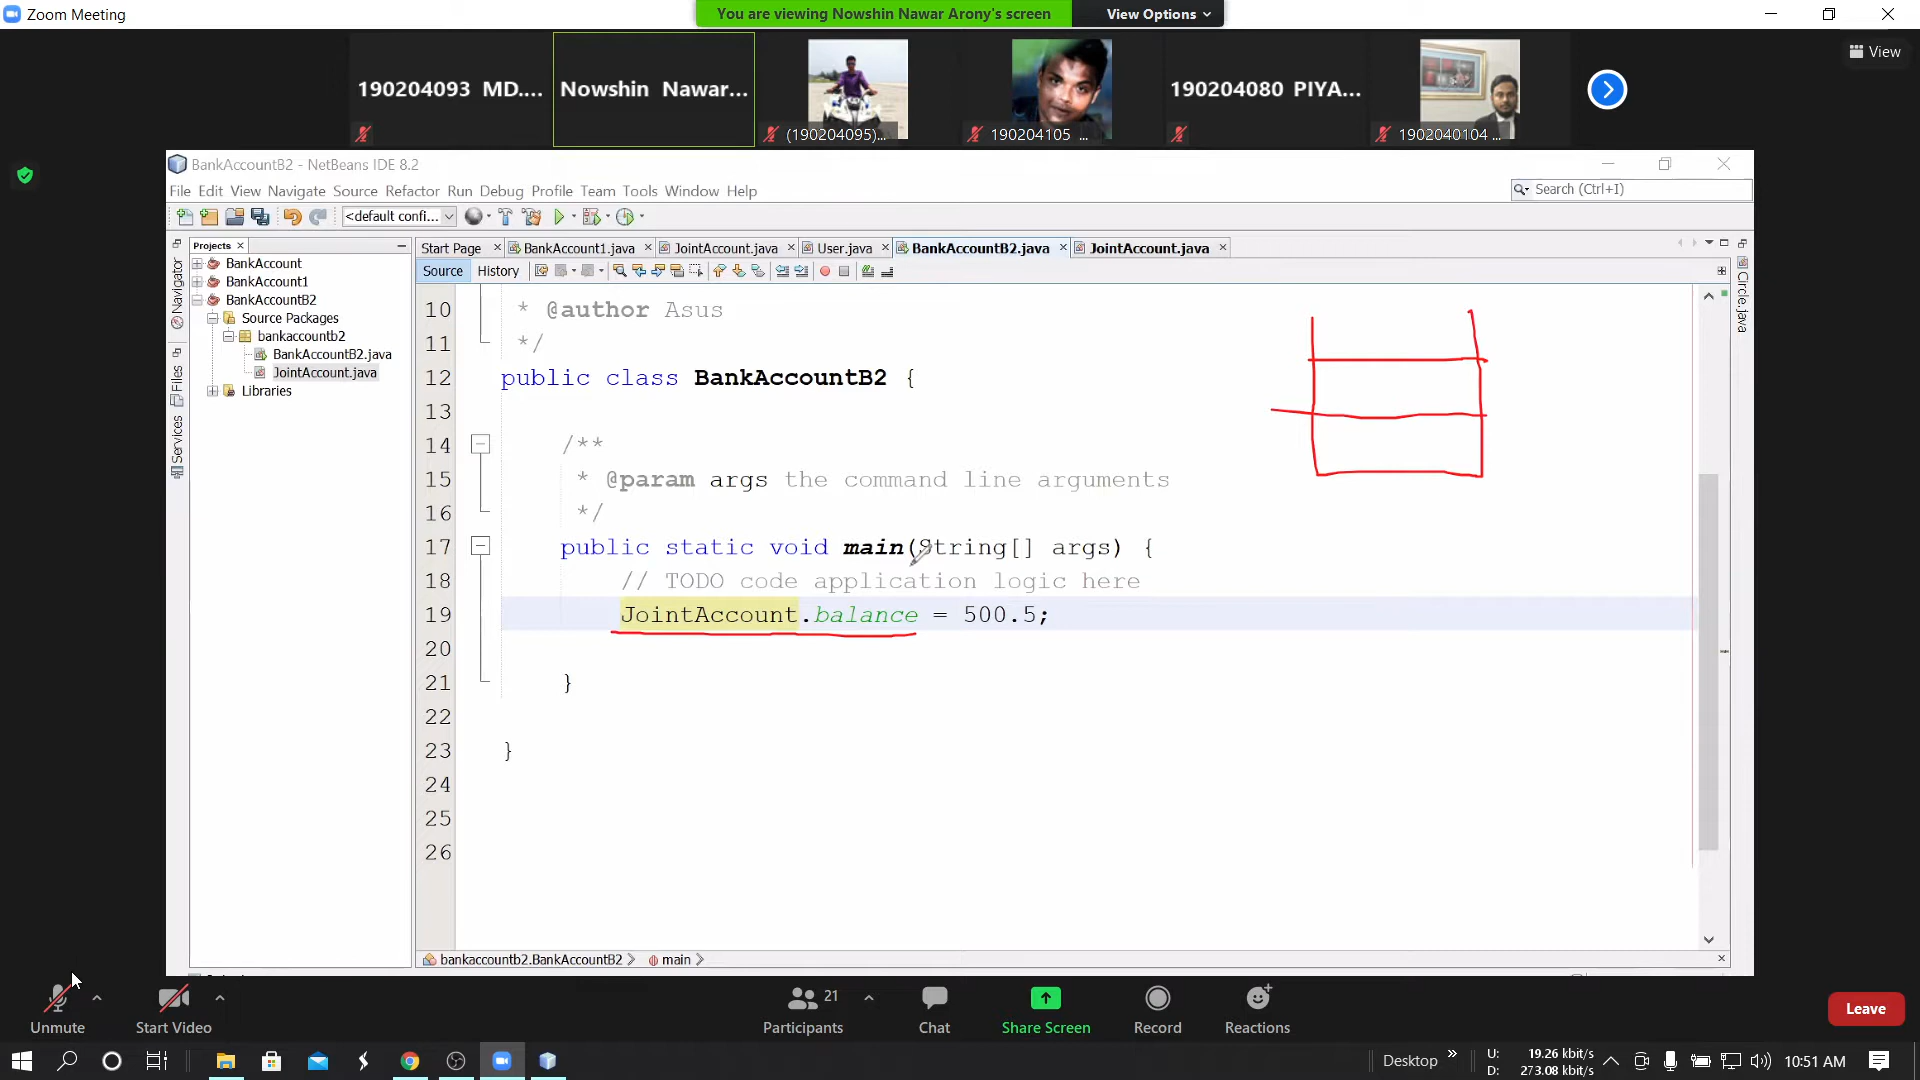 Zoom Meeting
You are viewing Nowshin Nawar Arony's screen
View Options
View
190204093 MD....
Nowshin Nawar...
(190204095)...
190204105 ...
190204080 PIYA...
1902040104 ...
BankAccountB2 - NetBeans IDE 8.2
File Edit View Navigate Source Refactor Run Debug Profile Team Tools Window Help
Search (Ctrl+I)
<default confi...
Projects
Start Page
BankAccount1.java
JointAccount.java
User.java
BankAccountB2.java
JointAccount.java
Source History
Navigator
Files
Services
Circle.java
BankAccount
BankAccount1
BankAccountB2
Source Packages
bankaccountb2
BankAccountB2.java
JointAccount.java
Libraries
10 * @author Asus
11 */
12 public class BankAccountB2 {
13
14 /**
15 * @param args the command line arguments
16 */
17 public static void main(String[] args) {
18 // TODO code application logic here
19 JointAccount.balance = 500.5;
20
21 }
22
23 }
24
25
26
bankaccountb2.BankAccountB2 main
Unmute
Start Video
21
Participants
Chat
Share Screen
Record
Reactions
Leave
Desktop
U: 19.26 kbit/s
D: 273.08 kbit/s
10:51 AM